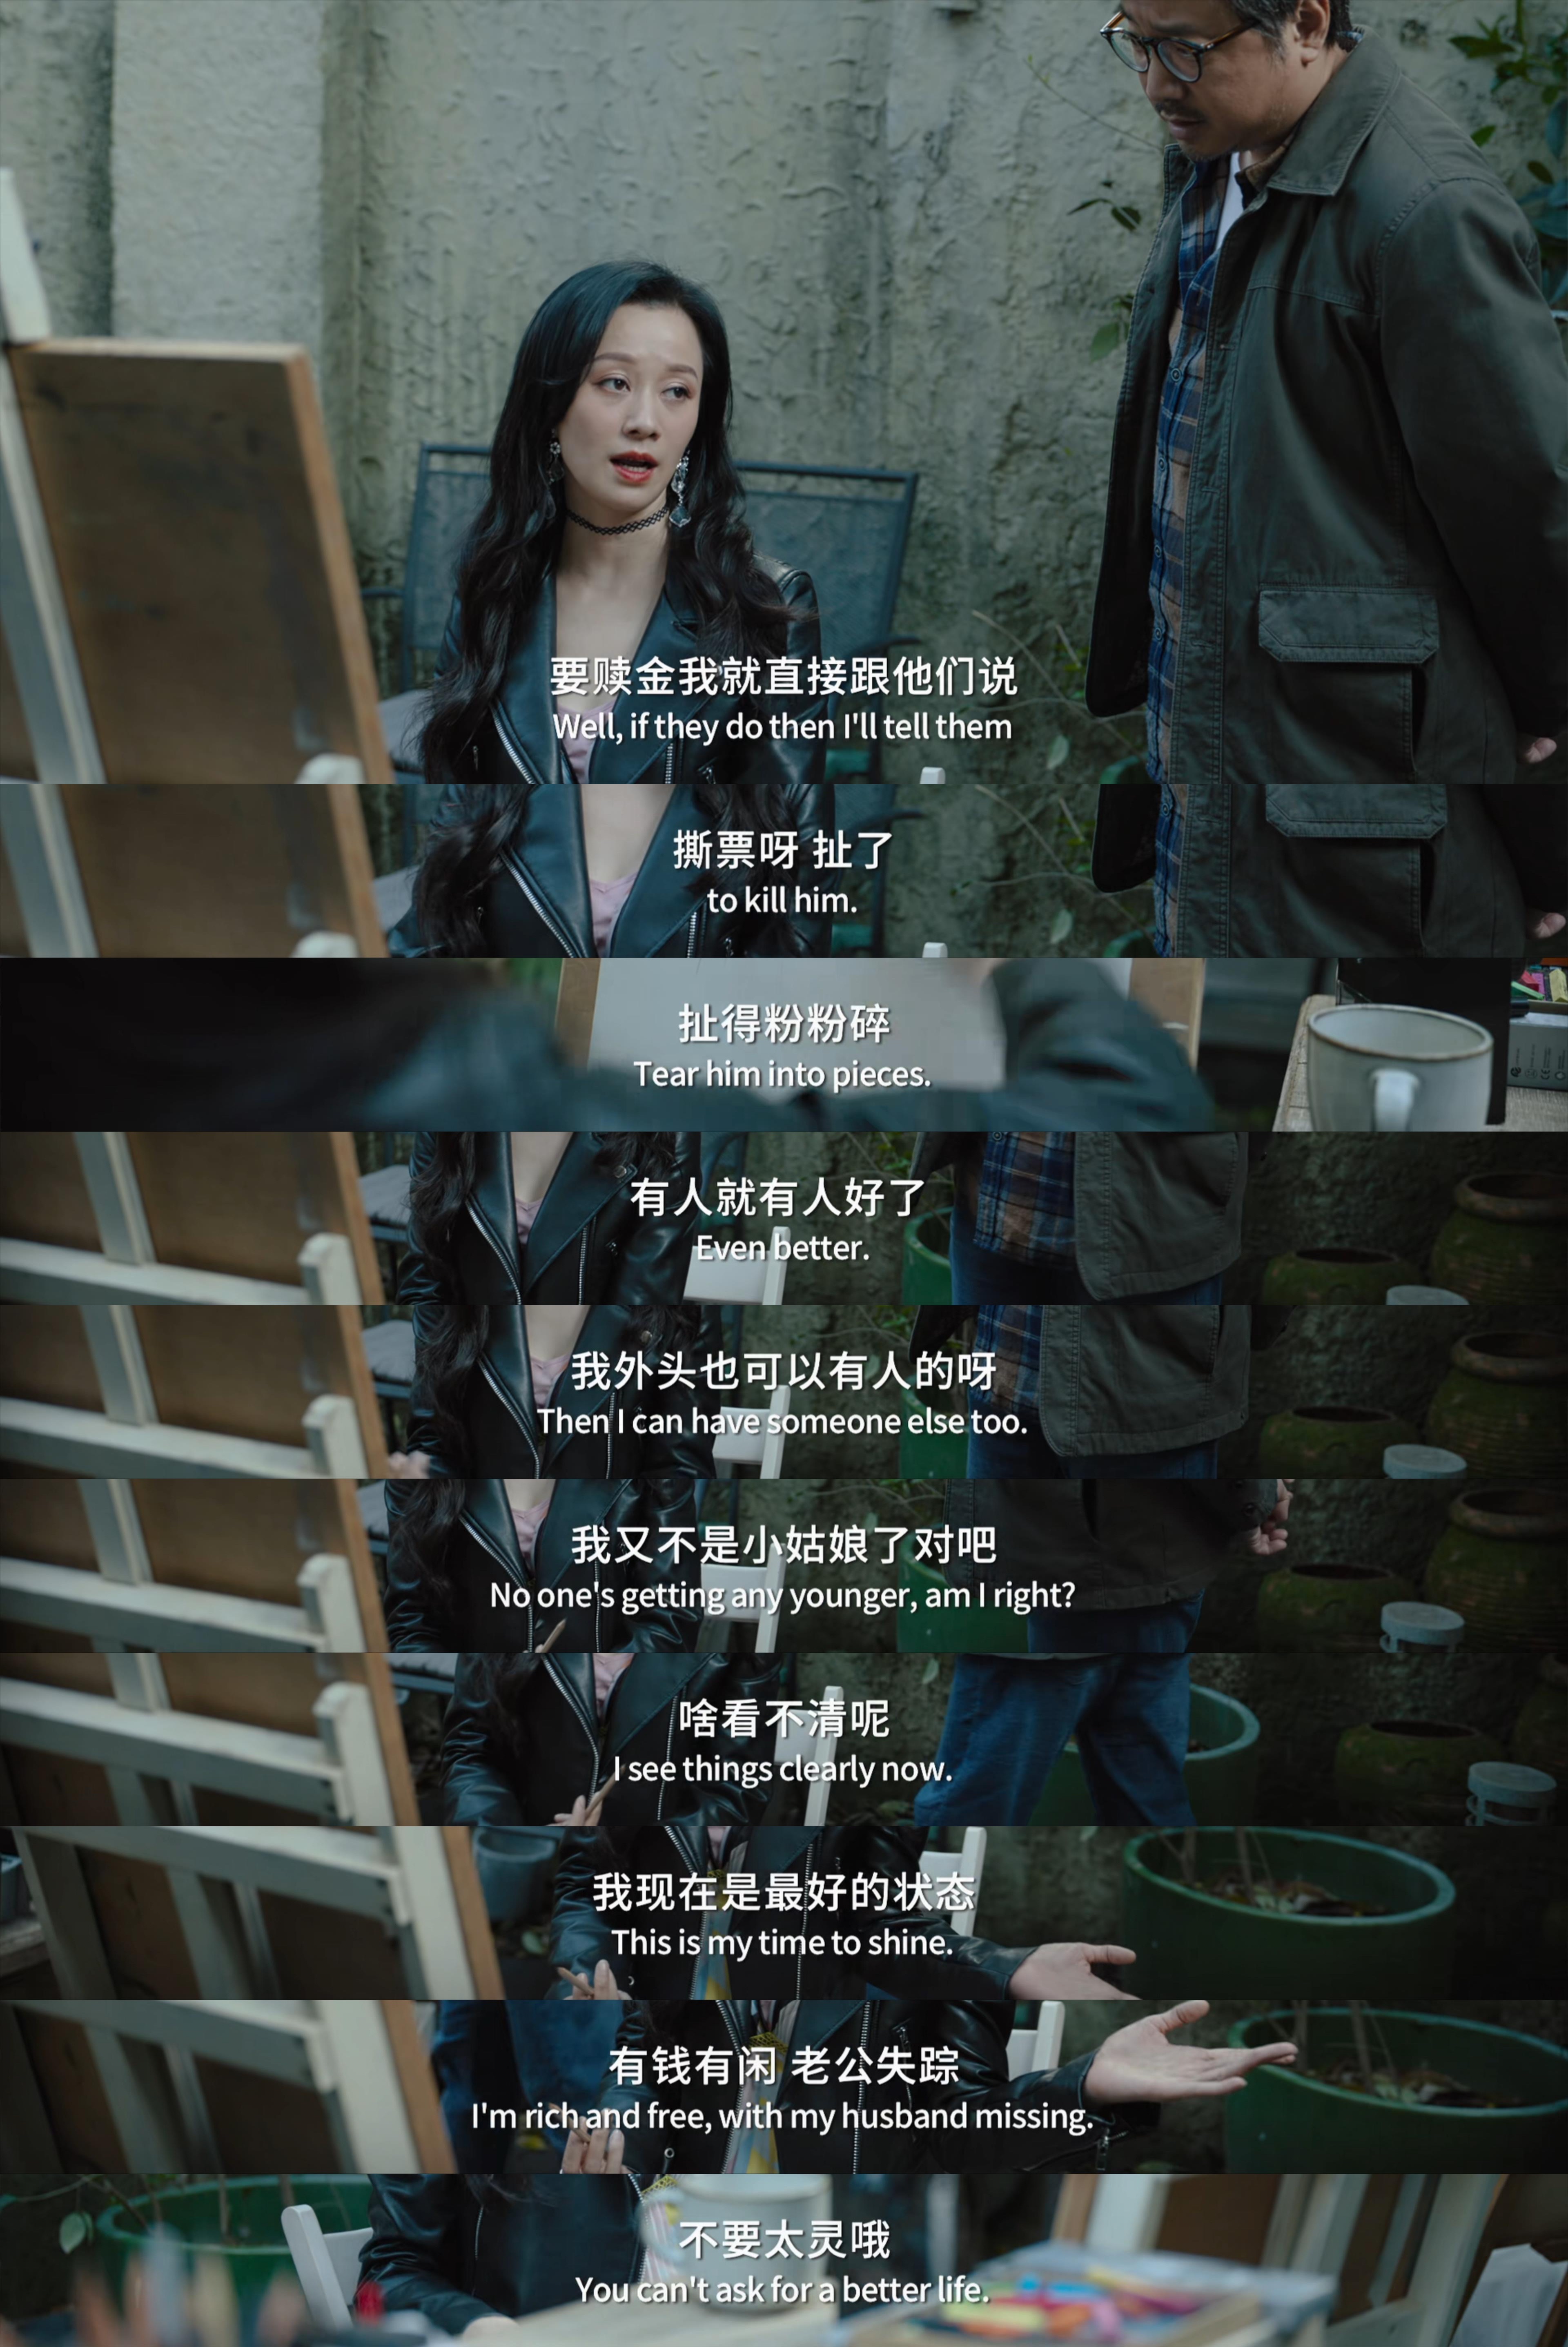 要赎金我就直接跟他们说
Well, if they do then I'll tell them
撕票呀 扯了
to kill him.
扯得粉粉碎
Tear him into pieces.
有人就有人好了
Even better.
我外头也可以有人的呀
Then I can have someone else too.
我又不是小姑娘了对吧
No one's getting any younger, am I right?
啥看不清呢
I see things clearly now.
我现在是最好的状态
This is my time to shine.
有钱有闲 老公失踪
I'm rich and free, with my husband missing.
不要太灵哦
You can't ask for a better life.